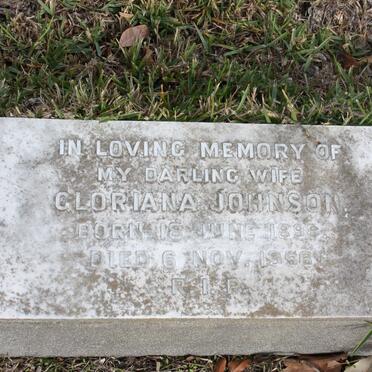 IN LOVING MEMORY OF
MY DARLING WIFE
GLORIANA JOHNSON
BORN 18 JUNE
DIED 6 NOV.
R.I.P.